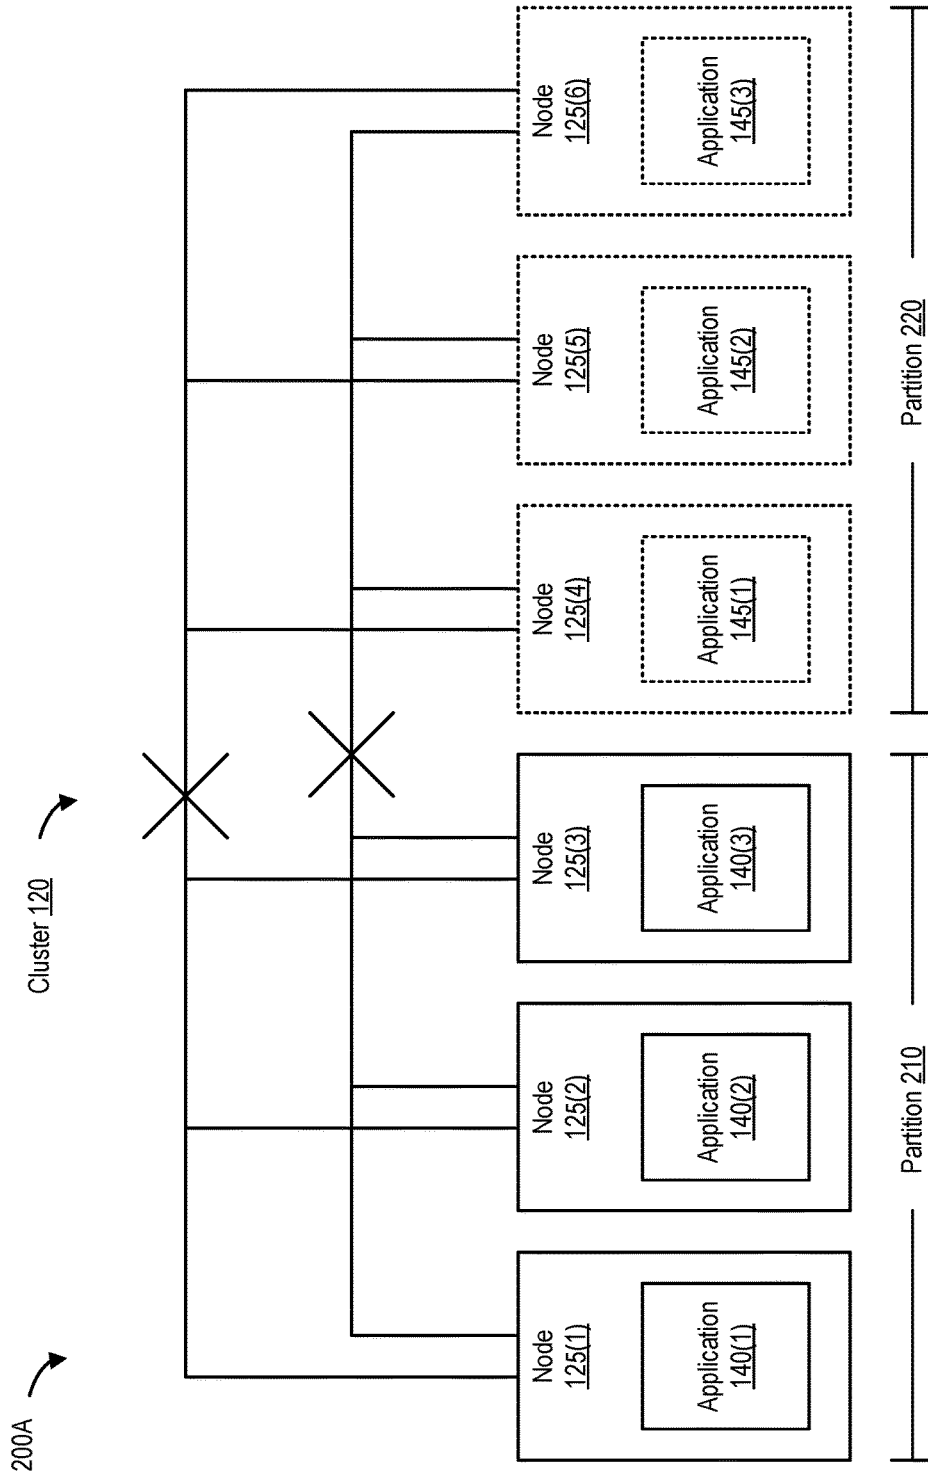 200A
Cluster 120
Node
125(1)
Application
140(1)
Node
125(2)
Application
140(2)
Node
125(3)
Application
140(3)
Node
125(4)
Application
145(1)
Node
125(5)
Application
145(2)
Node
125(6)
Application
145(3)
Partition 210
Partition 220